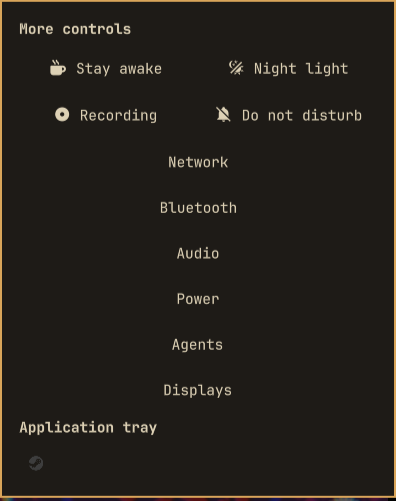 More controls
Stay awake Night light
Recording Do not disturb
Network
Bluetooth
Audio
Power
Agents
Displays
Application tray